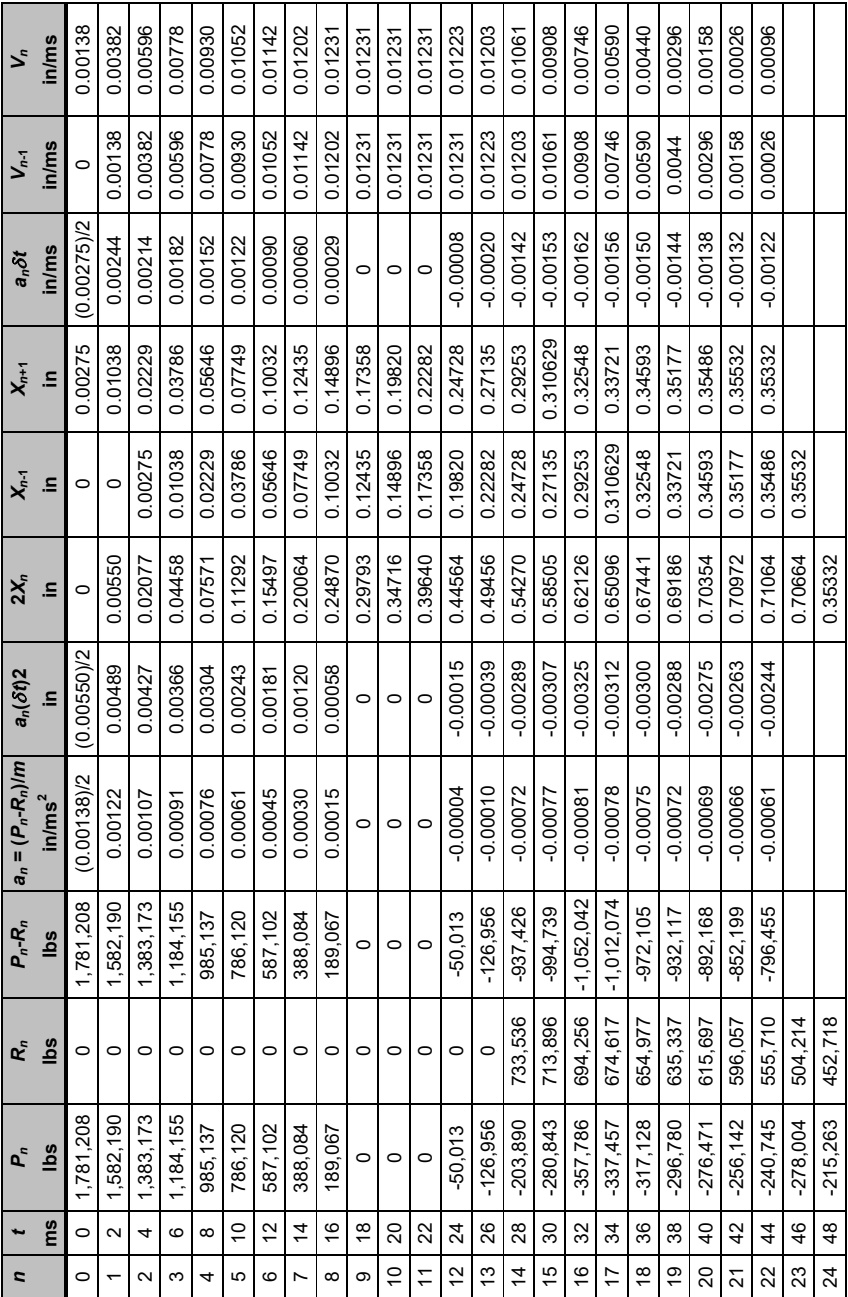 n t P_n R_n P_n-R_n a_n = (P_n-R_n)/m a_n(δt)2 2X_n X_n-1 X_n+1 a_nδt V_n-1 V_n
ms lbs lbs lbs in/ms² in in in in in/ms in/ms in/ms
0 0 1,781,208 0 1,781,208 (0.00138)/2 (0.00550)/2 0 0 0.00275 (0.00275)/2 0 0.00138
1 2 1,582,190 0 1,582,190 0.00122 0.00489 0.00550 0 0.01038 0.00244 0.00138 0.00382
2 4 1,383,173 0 1,383,173 0.00107 0.00427 0.02077 0.00275 0.02229 0.00214 0.00382 0.00596
3 6 1,184,155 0 1,184,155 0.00091 0.00366 0.04458 0.01038 0.03786 0.00182 0.00596 0.00778
4 8 985,137 0 985,137 0.00076 0.00304 0.07571 0.02229 0.05646 0.00152 0.00778 0.00930
5 10 786,120 0 786,120 0.00061 0.00243 0.11292 0.03786 0.07749 0.00122 0.00930 0.01052
6 12 587,102 0 587,102 0.00045 0.00181 0.15497 0.05646 0.10032 0.00090 0.01052 0.01142
7 14 388,084 0 388,084 0.00030 0.00120 0.20064 0.07749 0.12435 0.00060 0.01142 0.01202
8 16 189,067 0 189,067 0.00015 0.00058 0.24870 0.10032 0.14896 0.00029 0.01202 0.01231
9 18 0 0 0 0 0 0.29793 0.12435 0.17358 0 0.01231 0.01231
10 20 0 0 0 0 0 0.34716 0.14896 0.19820 0 0.01231 0.01231
11 22 0 0 0 0 0 0.39640 0.17358 0.22282 0 0.01231 0.01231
12 24 -50,013 0 -50,013 -0.00004 -0.00015 0.44564 0.19820 0.24728 -0.00008 0.01231 0.01223
13 26 -126,956 0 -126,956 -0.00010 -0.00039 0.49456 0.22282 0.27135 -0.00020 0.01223 0.01203
14 28 -203,890 733,536 -937,426 -0.00072 -0.00289 0.54270 0.24728 0.29253 -0.00142 0.01203 0.01061
15 30 -280,843 713,896 -994,739 -0.00077 -0.00307 0.58505 0.27135 0.310629 -0.00153 0.01061 0.00908
16 32 -357,786 694,256 -1,052,042 -0.00081 -0.00325 0.62126 0.29253 0.32548 -0.00162 0.00908 0.00746
17 34 -337,457 674,617 -1,012,074 -0.00078 -0.00312 0.65096 0.310629 0.33721 -0.00156 0.00746 0.00590
18 36 -317,128 654,977 -972,105 -0.00075 -0.00300 0.67441 0.32548 0.34593 -0.00150 0.00590 0.00440
19 38 -296,780 635,337 -932,117 -0.00072 -0.00288 0.69186 0.33721 0.35177 -0.00144 0.0044 0.00296
20 40 -276,471 615,697 -892,168 -0.00069 -0.00275 0.70354 0.34593 0.35486 -0.00138 0.00296 0.00158
21 42 -256,142 596,057 -852,199 -0.00066 -0.00263 0.70972 0.35177 0.35532 -0.00132 0.00158 0.00026
22 44 -240,745 555,710 -796,455 -0.00061 -0.00244 0.71064 0.35486 0.35332 -0.00122 0.00026 0.00096
23 46 -278,004 504,214 0.70664 0.35532
24 48 -215,263 452,718 0.35332